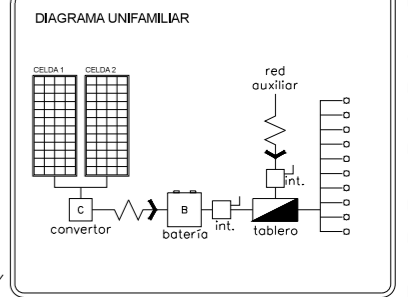 DIAGRAMA UNIFAMILIAR
CELDA 1
CELDA 2
red
auxiliar
int.
C
convertor
B
batería
int.
tablero